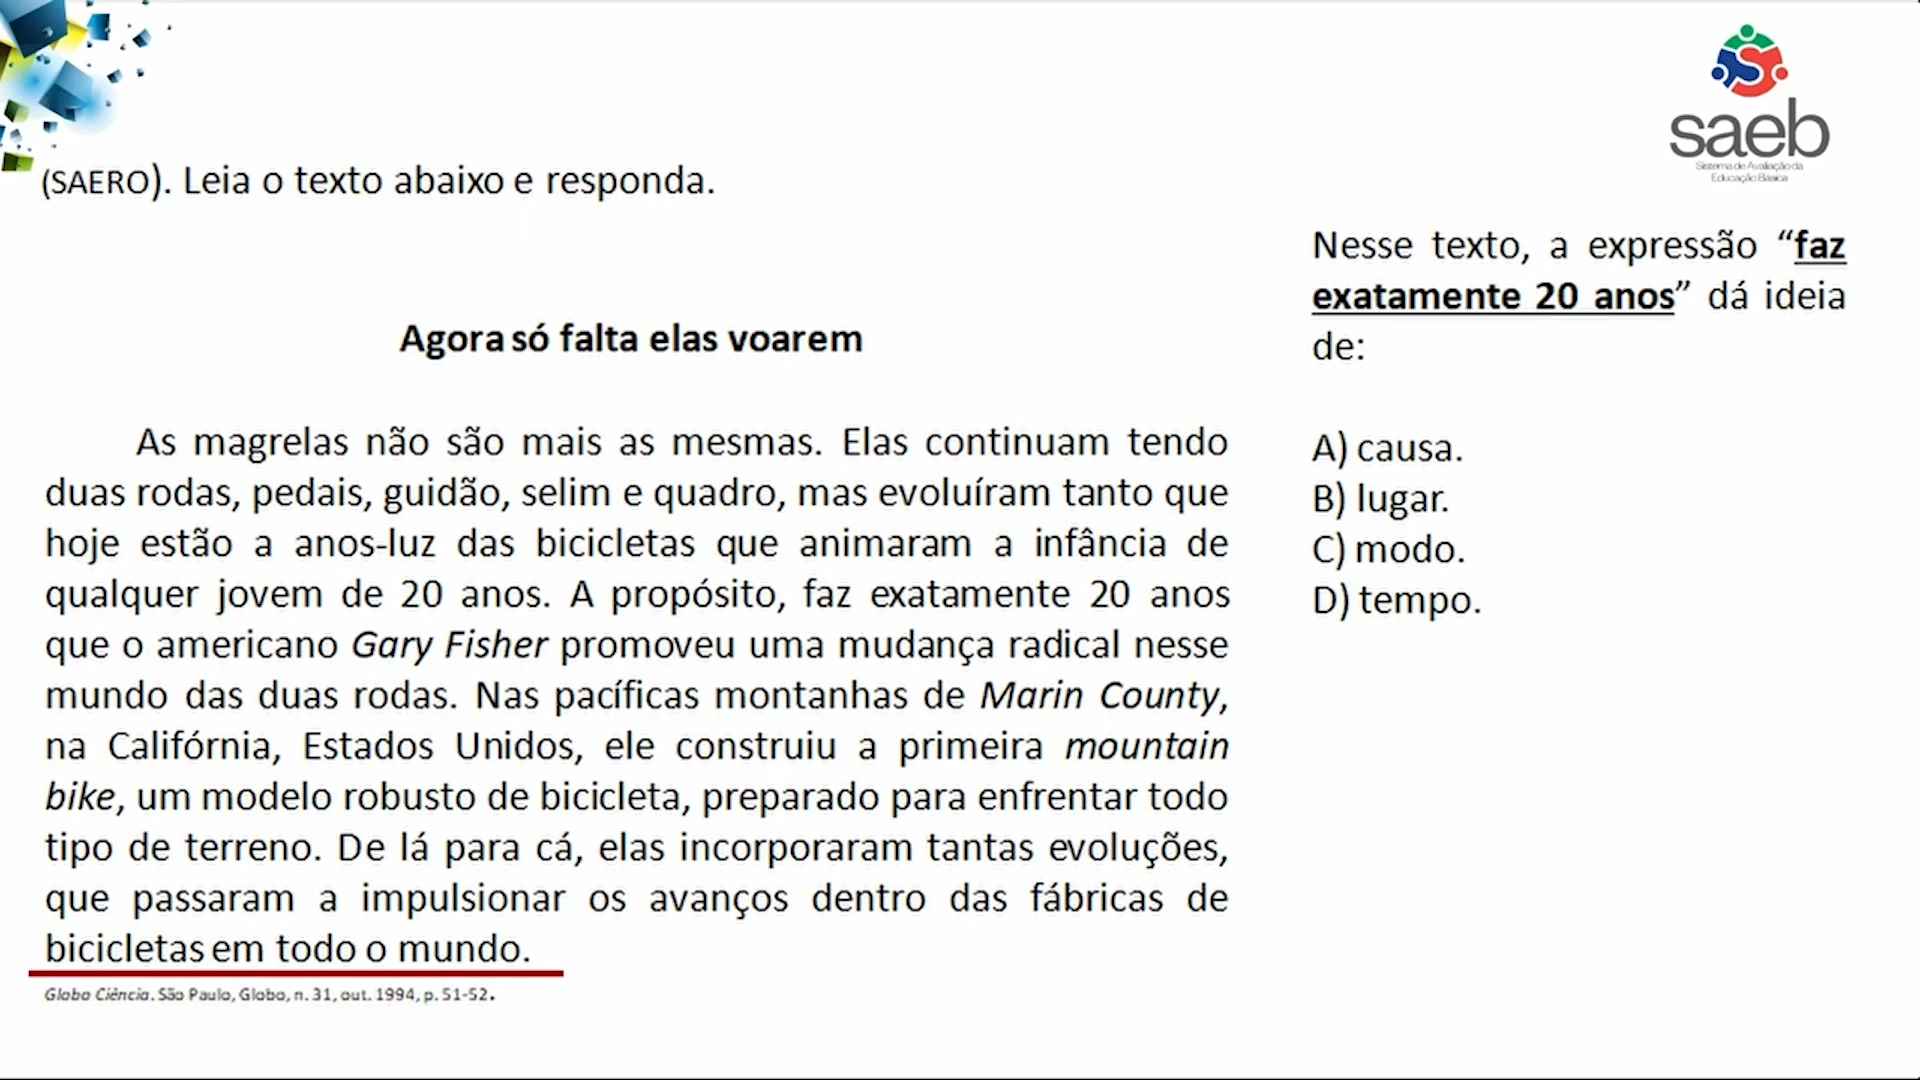 saeb
Sistema de Avaliação da
Educação Básica
(SAERO). Leia o texto abaixo e responda.
Agora só falta elas voarem
As magrelas não são mais as mesmas. Elas continuam tendo
duas rodas, pedais, guidão, selim e quadro, mas evoluíram tanto que
hoje estão a anos-luz das bicicletas que animaram a infância de
qualquer jovem de 20 anos. A propósito, faz exatamente 20 anos
que o americano Gary Fisher promoveu uma mudança radical nesse
mundo das duas rodas. Nas pacíficas montanhas de Marin County,
na Califórnia, Estados Unidos, ele construiu a primeira mountain
bike, um modelo robusto de bicicleta, preparado para enfrentar todo
tipo de terreno. De lá para cá, elas incorporaram tantas evoluções,
que passaram a impulsionar os avanços dentro das fábricas de
bicicletas em todo o mundo.
Globo Ciência. São Paulo, Globo, n. 31, out. 1994, p. 51-52.
Nesse texto, a expressão “faz
exatamente 20 anos” dá ideia
de:
A) causa.
B) lugar.
C) modo.
D) tempo.